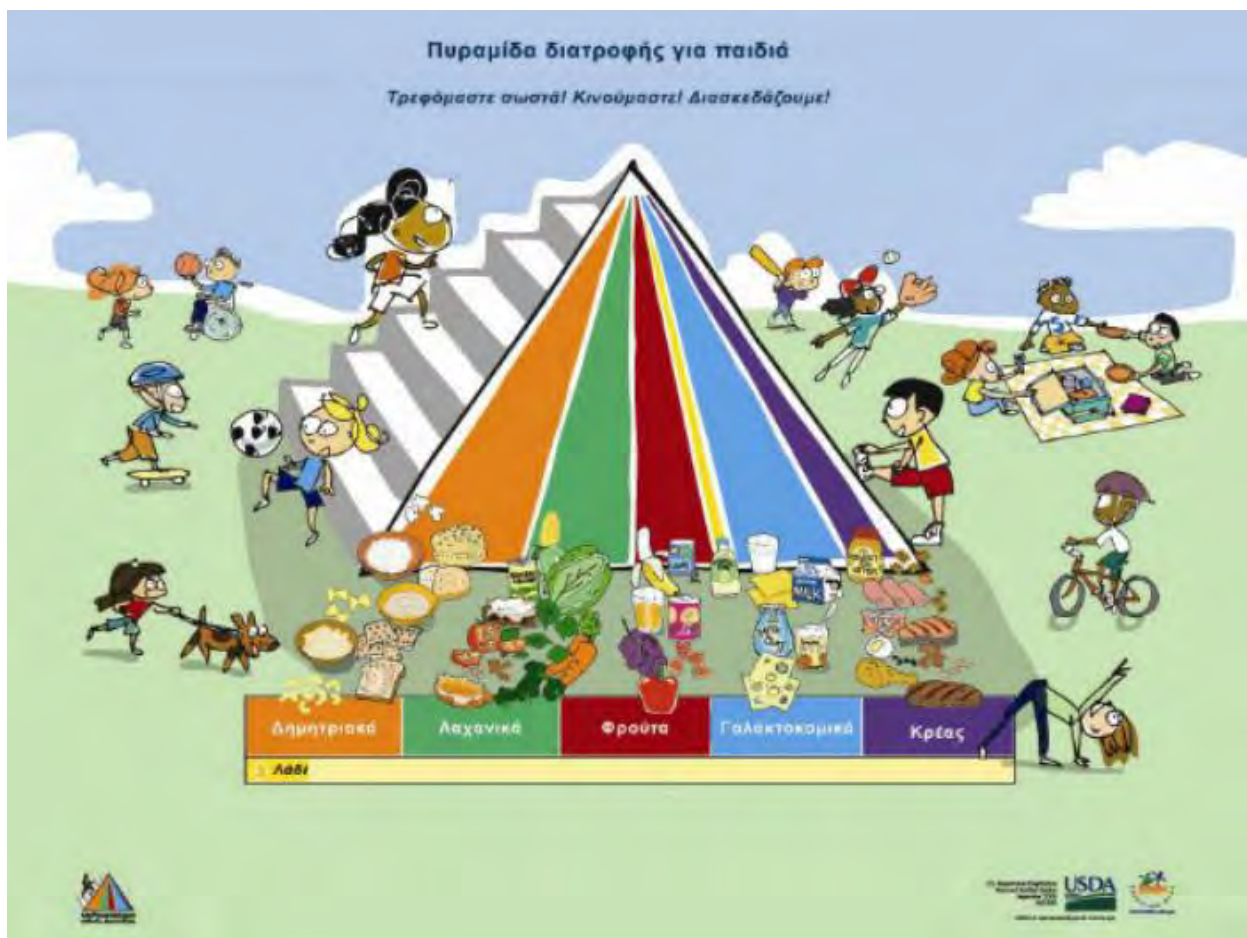 Πυραμίδα διατροφής για παιδιά
Τρεφόμαστε σωστά! Κινούμαστε! Διασκεδάζουμε!
MILK
Δημητριακά
Λαχανικά
Φρούτα
Γαλακτοκομικά
Κρέας
Λάδι
USDA